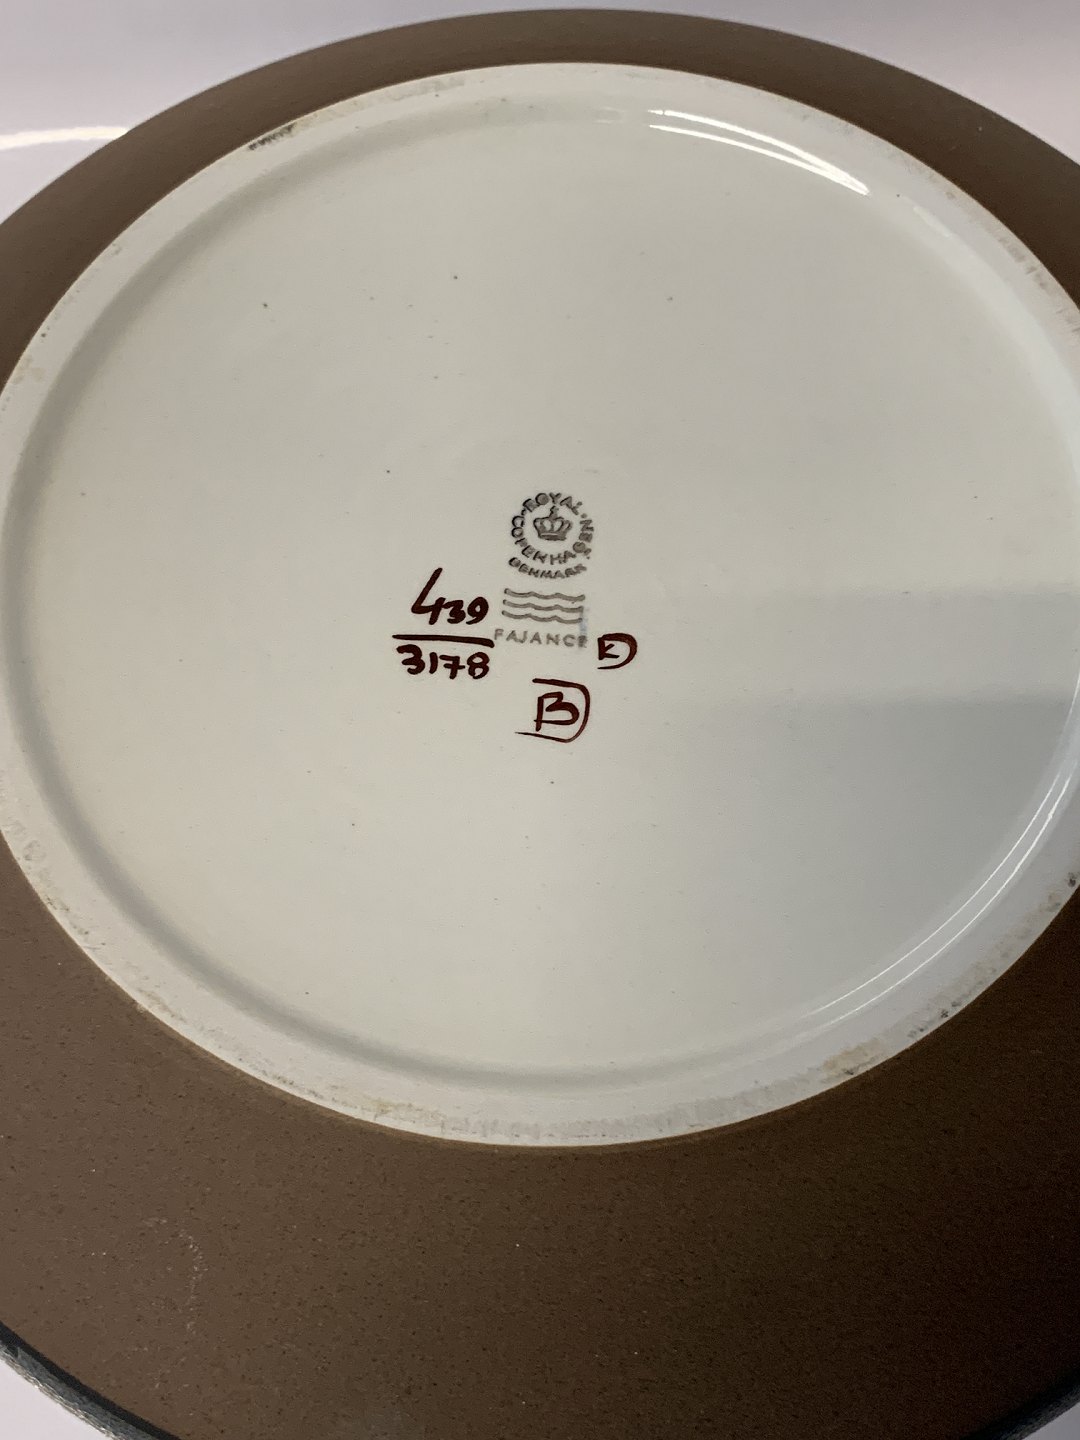 ROYAL COPENHAGEN
DENMARK
FAJANCE
439
3178
K
B